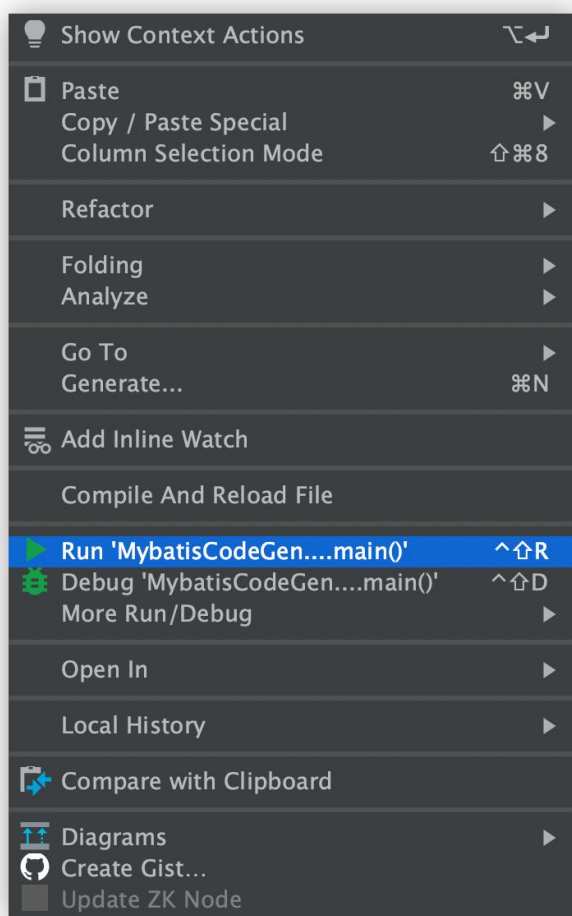 Show Context Actions ⌥↩
Paste ⌘V
Copy / Paste Special
Column Selection Mode ⇧⌘8
Refactor
Folding
Analyze
Go To
Generate... ⌘N
Add Inline Watch
Compile And Reload File
Run 'MybatisCodeGen....main()' ^⇧R
Debug 'MybatisCodeGen....main()' ^⇧D
More Run/Debug
Open In
Local History
Compare with Clipboard
Diagrams
Create Gist...
Update ZK Node